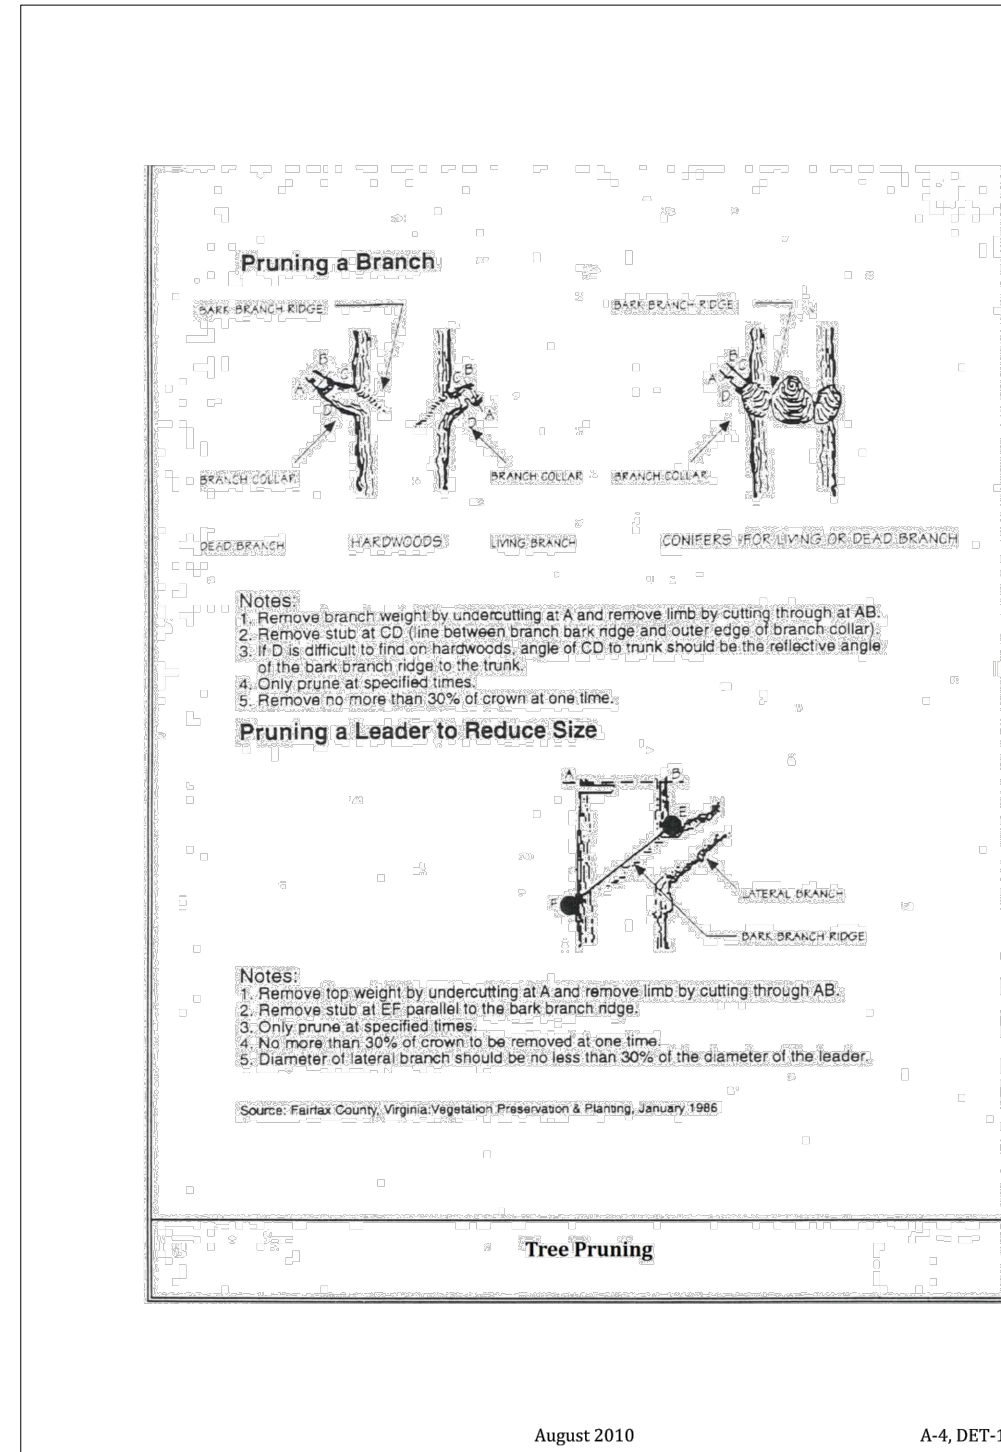 Pruning a Branch
BARK BRANCH RIDGE
BARK BRANCH RIDGE
B
C
A
D
C
B
A
D
B
C
A
D
BRANCH COLLAR
BRANCH COLLAR
BRANCH COLLAR
DEAD BRANCH
HARDWOODS
LIVING BRANCH
CONIFERS FOR LIVING OR DEAD BRANCH
Notes:
1. Remove branch weight by undercutting at A and remove limb by cutting through at AB.
2. Remove stub at CD (line between branch bark ridge and outer edge of branch collar).
3. If D is difficult to find on hardwoods, angle of CD to trunk should be the reflective angle
of the bark branch ridge to the trunk.
4. Only prune at specified times.
5. Remove no more than 30% of crown at one time.
Pruning a Leader to Reduce Size
A
B
E
F
LATERAL BRANCH
BARK BRANCH RIDGE
Notes:
1. Remove top weight by undercutting at A and remove limb by cutting through AB.
2. Remove stub at EF parallel to the bark branch ridge.
3. Only prune at specified times.
4. No more than 30% of crown to be removed at one time.
5. Diameter of lateral branch should be no less than 30% of the diameter of the leader.
Source: Fairfax County, Virginia:Vegetation Preservation & Planting, January 1986
Tree Pruning
August 2010
A-4, DET-1